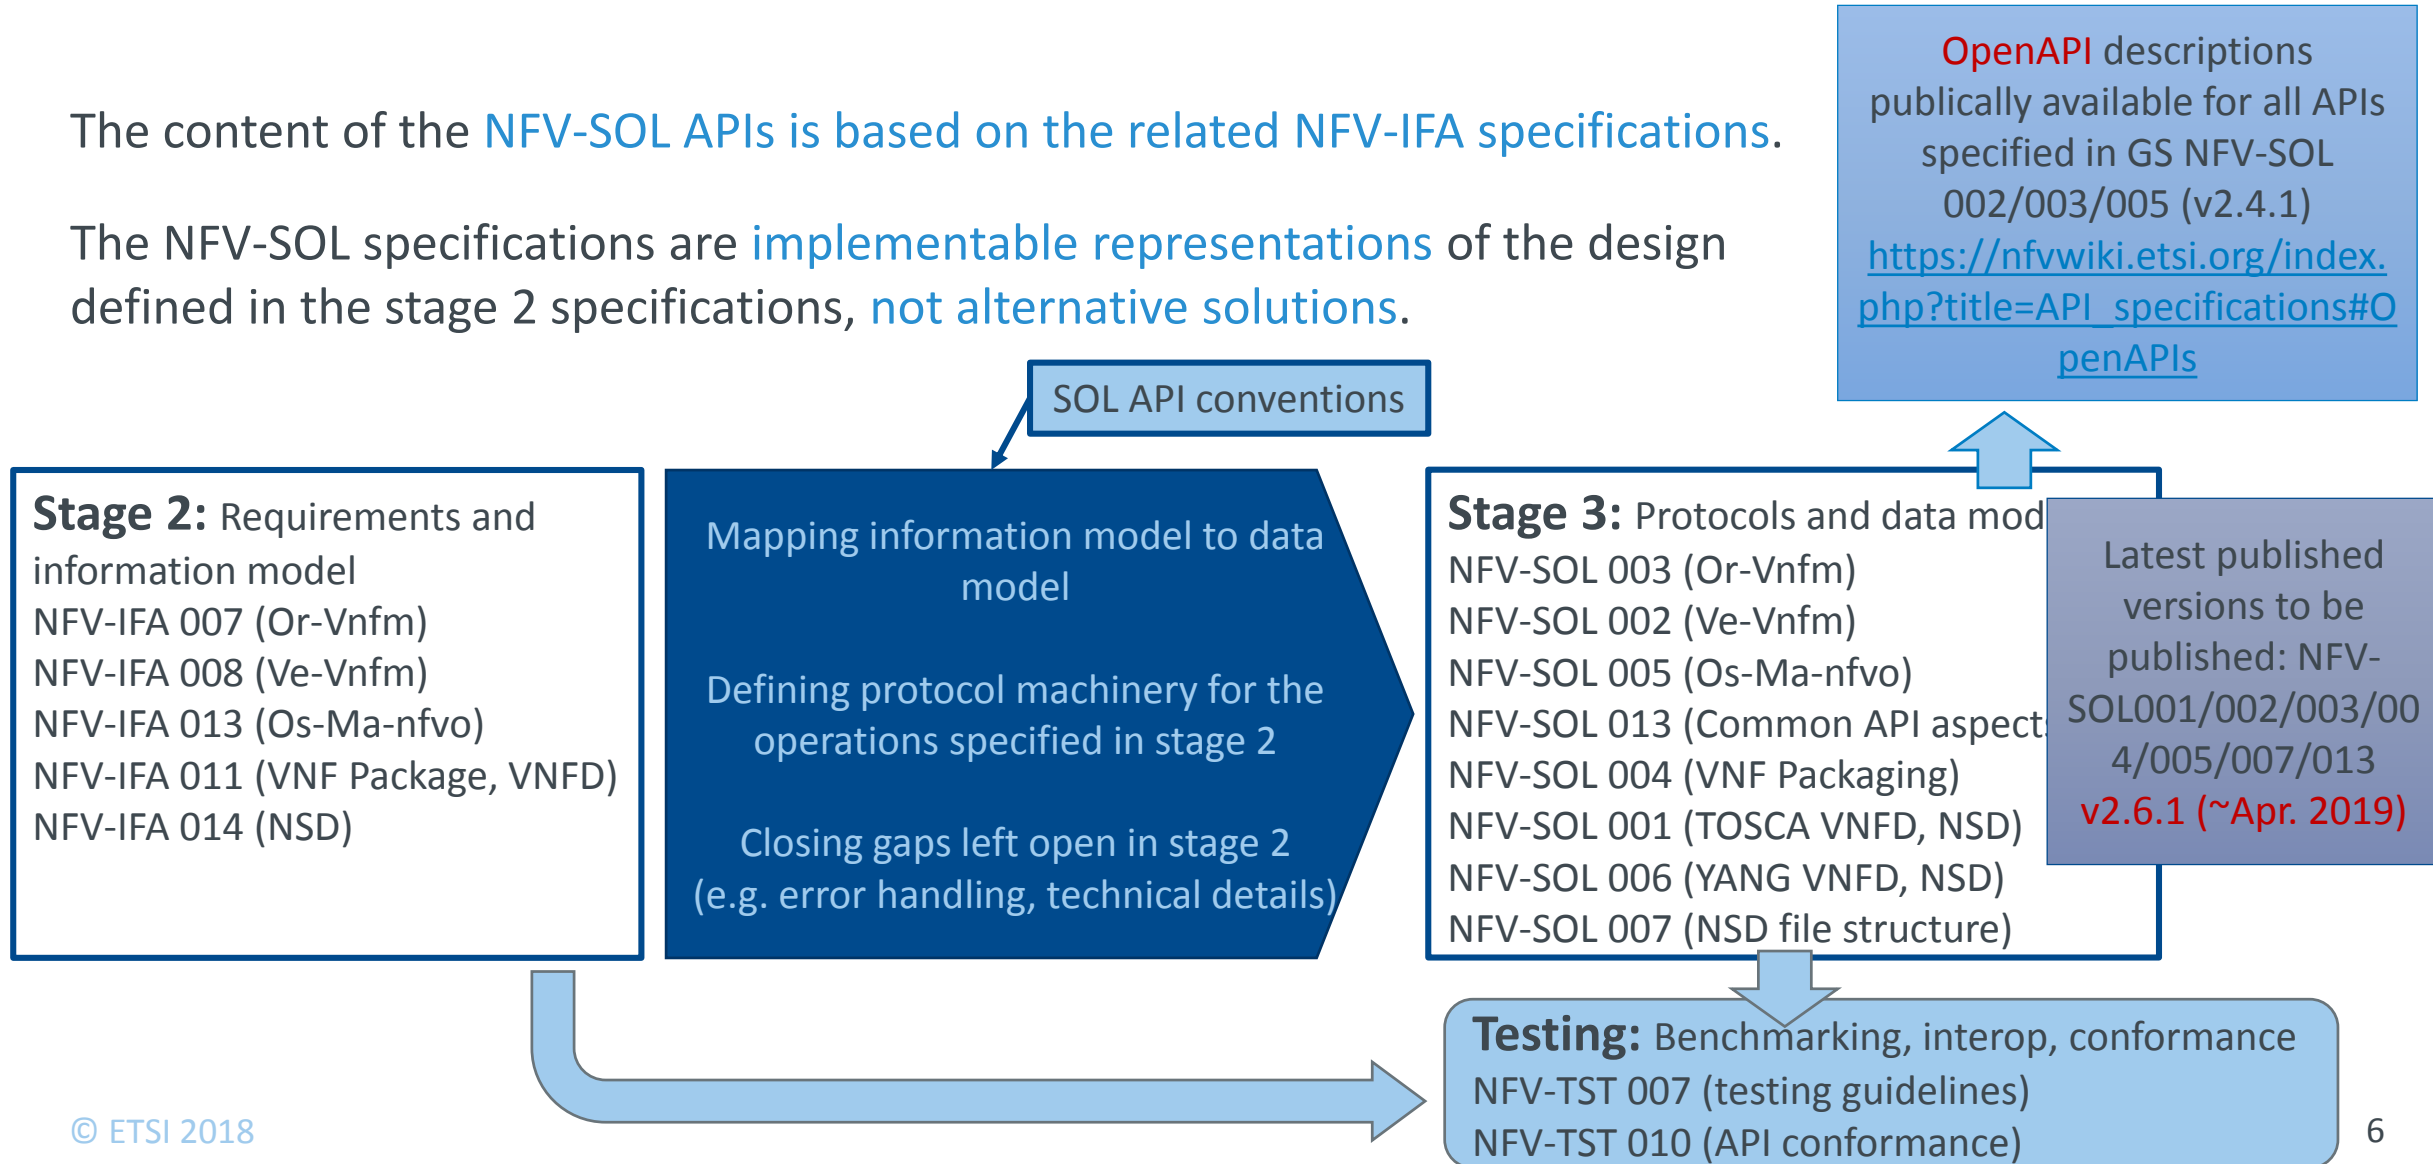 The content of the NFV-SOL APIs is based on the related NFV-IFA specifications.
The NFV-SOL specifications are implementable representations of the design
defined in the stage 2 specifications, not alternative solutions.
OpenAPI descriptions
publically available for all APIs
specified in GS NFV-SOL
002/003/005 (v2.4.1)
https://nfvwiki.etsi.org/index.
php?title=API_specifications#O
penAPIs
SOL API conventions
Stage 2: Requirements and
information model
NFV-IFA 007 (Or-Vnfm)
NFV-IFA 008 (Ve-Vnfm)
NFV-IFA 013 (Os-Ma-nfvo)
NFV-IFA 011 (VNF Package, VNFD)
NFV-IFA 014 (NSD)
Mapping information model to data
model
Defining protocol machinery for the
operations specified in stage 2
Closing gaps left open in stage 2
(e.g. error handling, technical details)
Stage 3: Protocols and data mod
NFV-SOL 003 (Or-Vnfm)
NFV-SOL 002 (Ve-Vnfm)
NFV-SOL 005 (Os-Ma-nfvo)
NFV-SOL 013 (Common API aspects
NFV-SOL 004 (VNF Packaging)
NFV-SOL 001 (TOSCA VNFD, NSD)
NFV-SOL 006 (YANG VNFD, NSD)
NFV-SOL 007 (NSD file structure)
Latest published
versions to be
published: NFV-
SOL001/002/003/00
4/005/007/013
v2.6.1 (~Apr. 2019)
Testing: Benchmarking, interop, conformance
NFV-TST 007 (testing guidelines)
NFV-TST 010 (API conformance)
© ETSI 2018
6